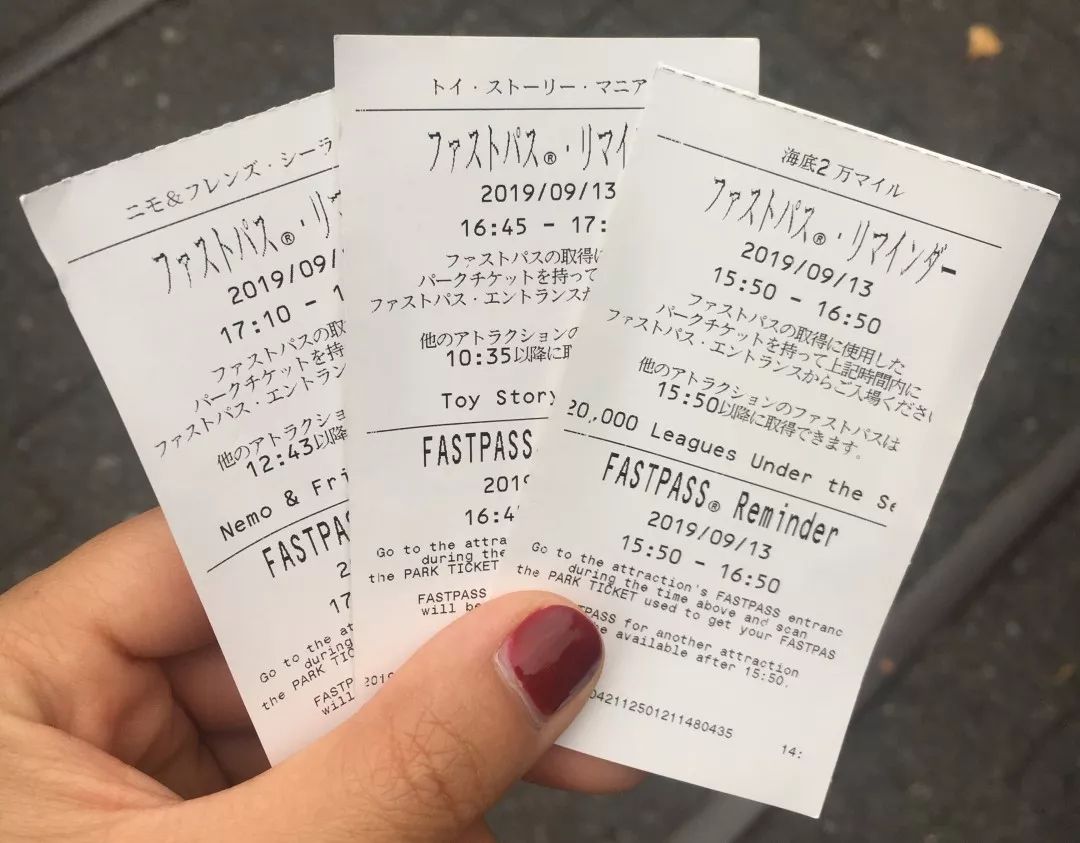 ニモ&フレンズ・シーラ
ファストパス®・リマ
2019/09/
17:10 - 1
ファストパスの取
パークチケットを持
ファストパス・エントラン
他のアトラクショ
12:43以降
Nemo & Fri
FASTPA
2
17
Go to the at
during
the PARK TIC
FASTP
will
トイ・ストーリー・マニア
ファストパス®・リマイ
2019/09/13
16:45 - 17:
ファストパスの取得に
パークチケットを持って
ファストパス・エントランスか
他のアトラクションの
10:35以降に取
Toy Story
FASTPASS
201
16:4
Go to the attra
during the
the PARK TICKET
FASTPASS
will be
2019
海底2万マイル
ファストパス®・リマインダー
2019/09/13
15:50 - 16:50
ファストパスの取得に使用した
パークチケットを持って上記時間内に
ファストパス・エントランスからご入場ください
他のアトラクションのファストパスは
15:50以降に取得できます。
20,000 Leagues Under the Se
FASTPASS® Reminder
2019/09/13
15:50 - 16:50
Go to the attraction's FASTPASS entranc
during the time above and scan
the PARK TICKET used to get your FASTPAS
TPASS for another attraction
be available after 15:50.
042112501211480435
14: